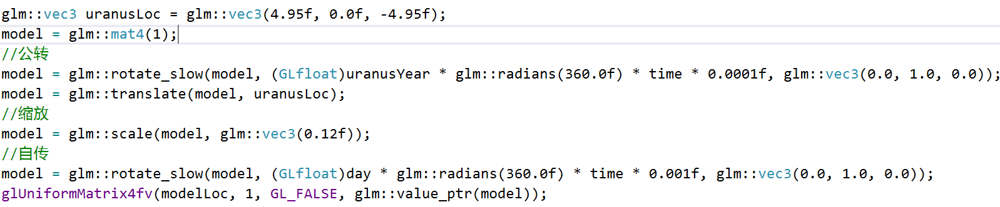 glm::vec3 uranusLoc = glm::vec3(4.95f, 0.0f, -4.95f);
model = glm::mat4(1);
//公转
model = glm::rotate_slow(model, (GLfloat)uranusYear * glm::radians(360.0f) * time * 0.0001f, glm::vec3(0.0, 1.0, 0.0));
model = glm::translate(model, uranusLoc);
//缩放
model = glm::scale(model, glm::vec3(0.12f));
//自传
model = glm::rotate_slow(model, (GLfloat)day * glm::radians(360.0f) * time * 0.001f, glm::vec3(0.0, 1.0, 0.0));
glUniformMatrix4fv(modelLoc, 1, GL_FALSE, glm::value_ptr(model));